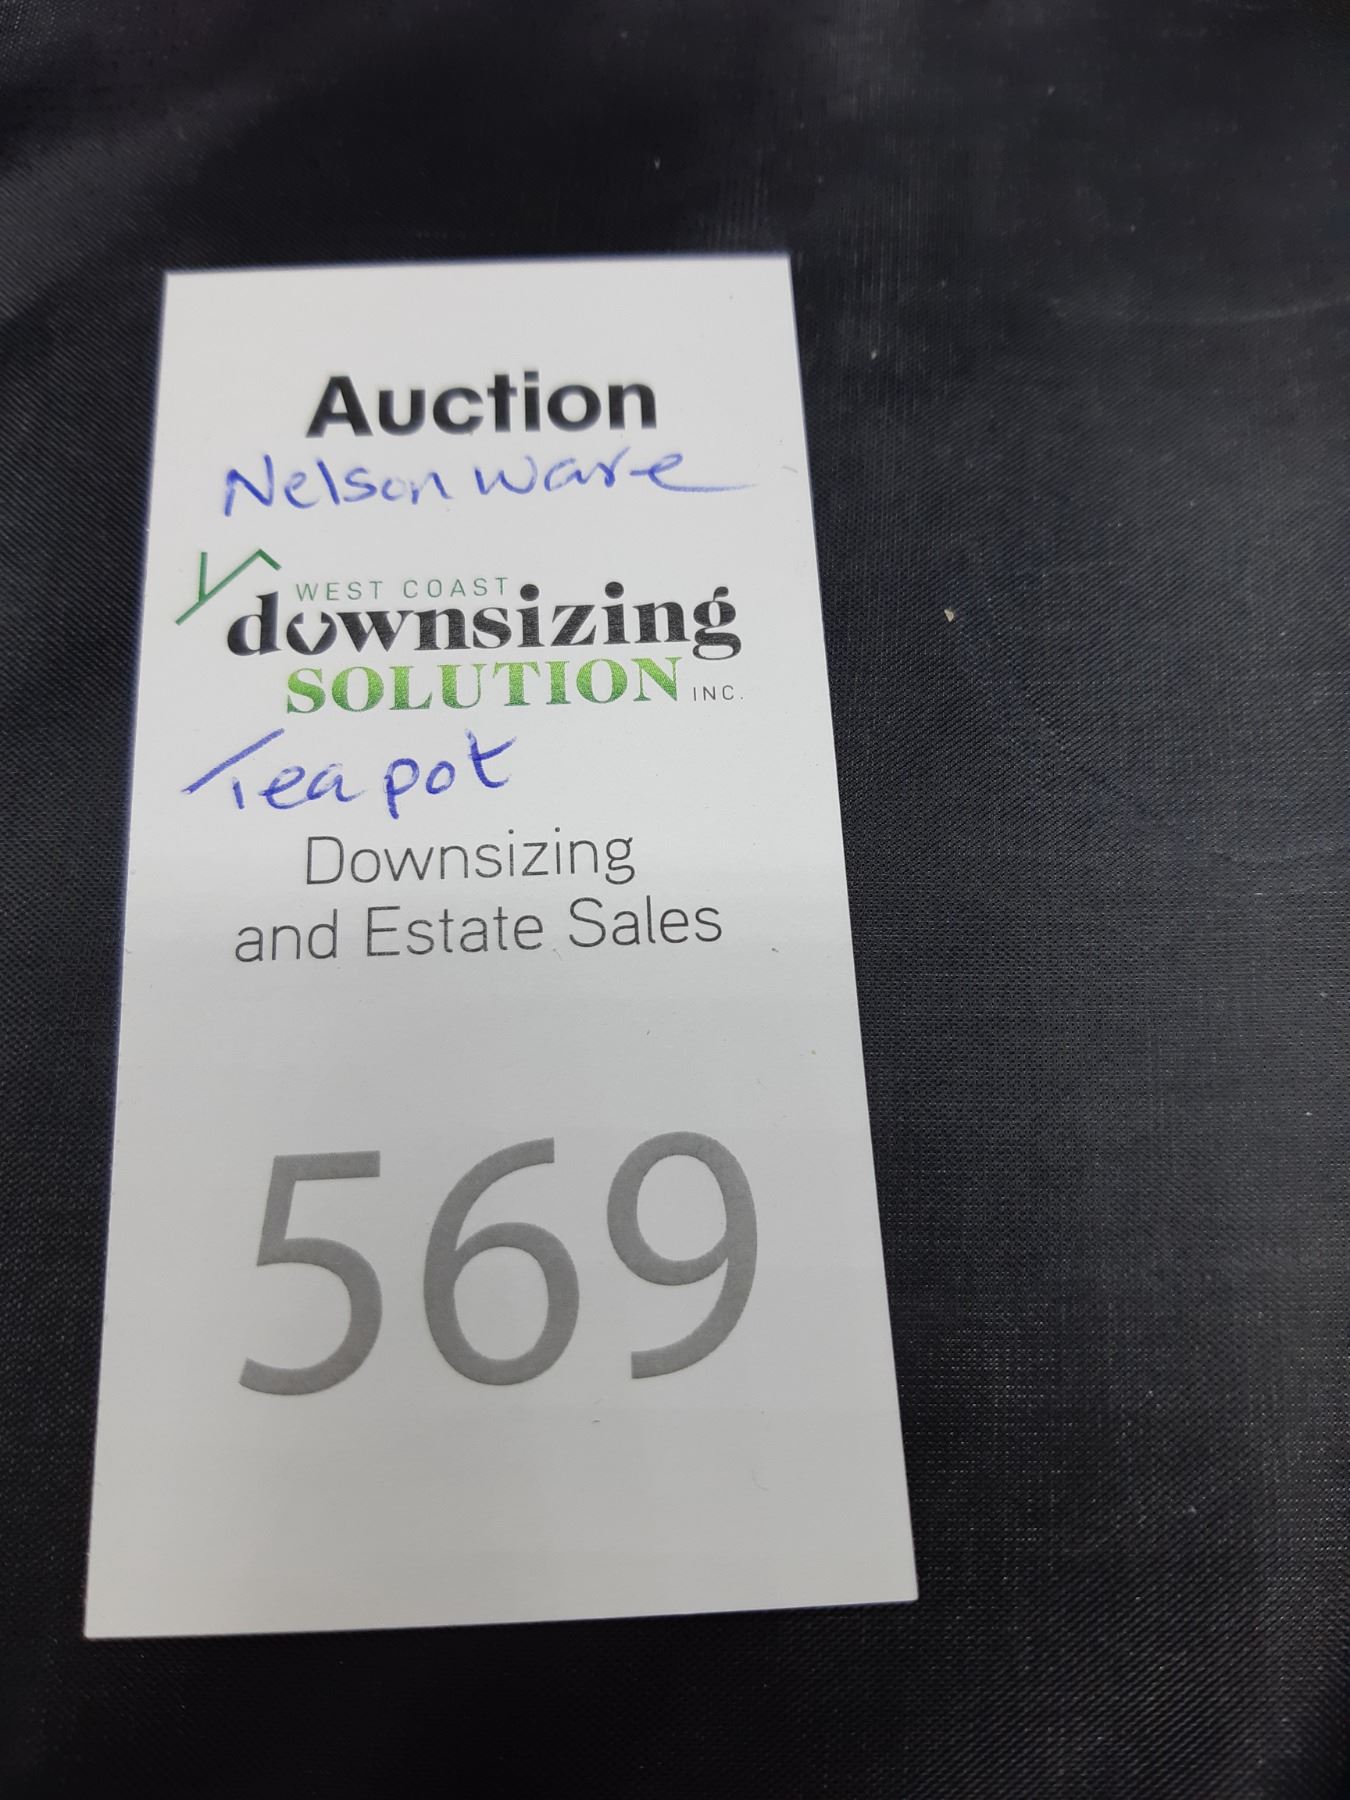 Auction
Nelson ware
WEST COAST
downsizing
SOLUTION INC.
Tea pot
Downsizing
and Estate Sales
569